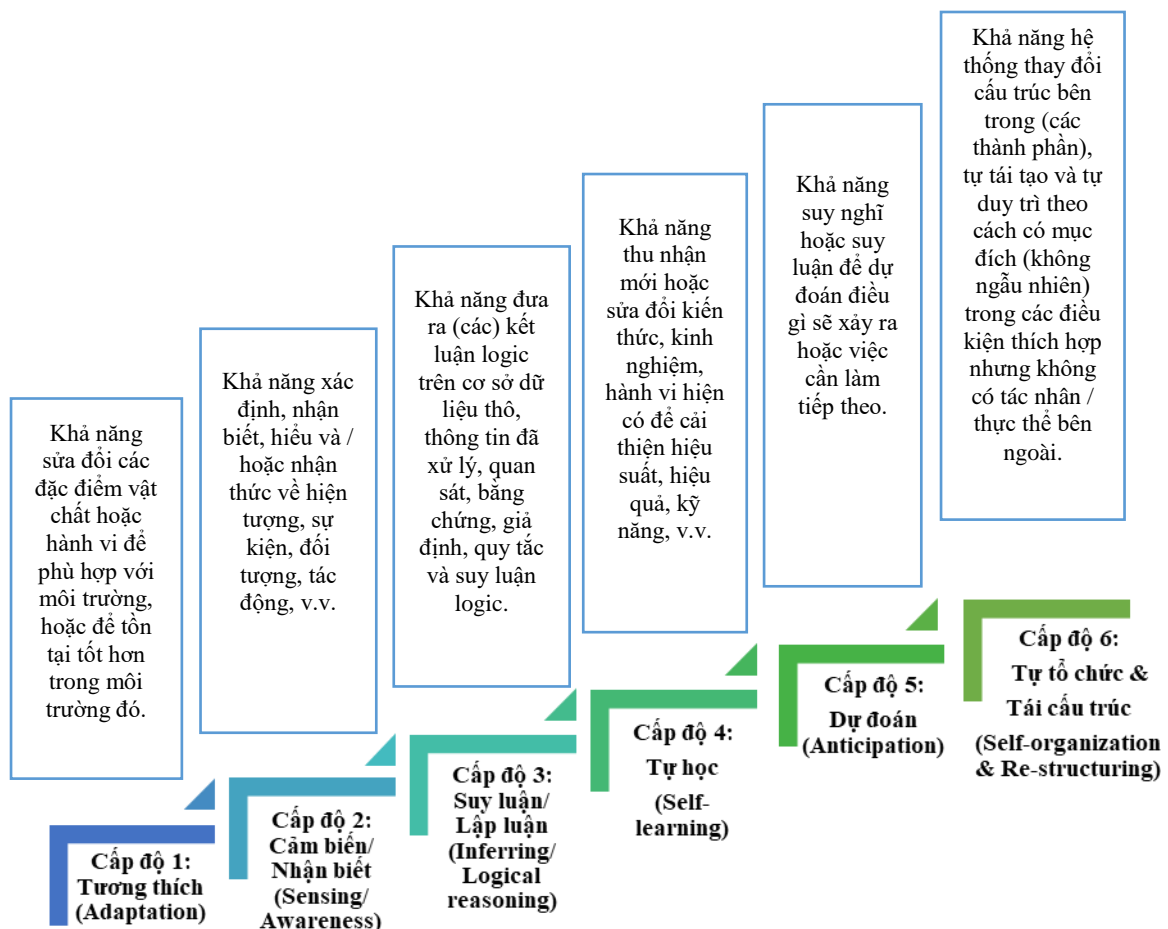 Khả năng
sửa đổi các
đặc điểm vật
chất hoặc
hành vi để
phù hợp với
môi trường,
hoặc để tồn
tại tốt hơn
trong môi
trường đó.
Cấp độ 1:
Tương thích
(Adaptation)
Khả năng xác
định, nhận
biết, hiểu và /
hoặc nhận
thức về hiện
tượng, sự
kiện, đối
tượng, tác
động, v.v.
Cấp độ 2:
Cảm biến/
Nhận biết
(Sensing/
Awareness)
Khả năng đưa
ra (các) kết
luận logic
trên cơ sở dữ
liệu thô,
thông tin đã
xử lý, quan
sát, bằng
chứng, giả
định, quy tắc
và suy luận
logic.
Cấp độ 3:
Suy luận/
Lập luận
(Inferring/
Logical
reasoning)
Khả năng
thu nhận
mới hoặc
sửa đổi kiến
thức, kinh
nghiệm,
hành vi hiện
có để cải
thiện hiệu
suất, hiệu
quả, kỹ
năng, v.v.
Cấp độ 4:
Tự học
(Self-
learning)
Khả năng
suy nghĩ
hoặc suy
luận để dự
đoán điều
gì sẽ xảy ra
hoặc việc
cần làm
tiếp theo.
Cấp độ 5:
Dự đoán
(Anticipation)
Khả năng hệ
thống thay đổi
cấu trúc bên
trong (các
thành phần),
tự tái tạo và tự
duy trì theo
cách có mục
đích (không
ngẫu nhiên)
trong các điều
kiện thích hợp
nhưng không
có tác nhân /
thực thể bên
ngoài.
Cấp độ 6:
Tự tổ chức &
Tái cấu trúc
(Self-organization
& Re-structuring)